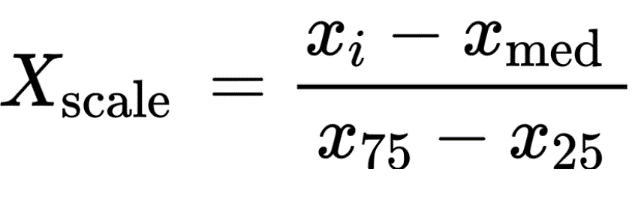 X_scale = (x_i − x_med) / (x_75 − x_25)